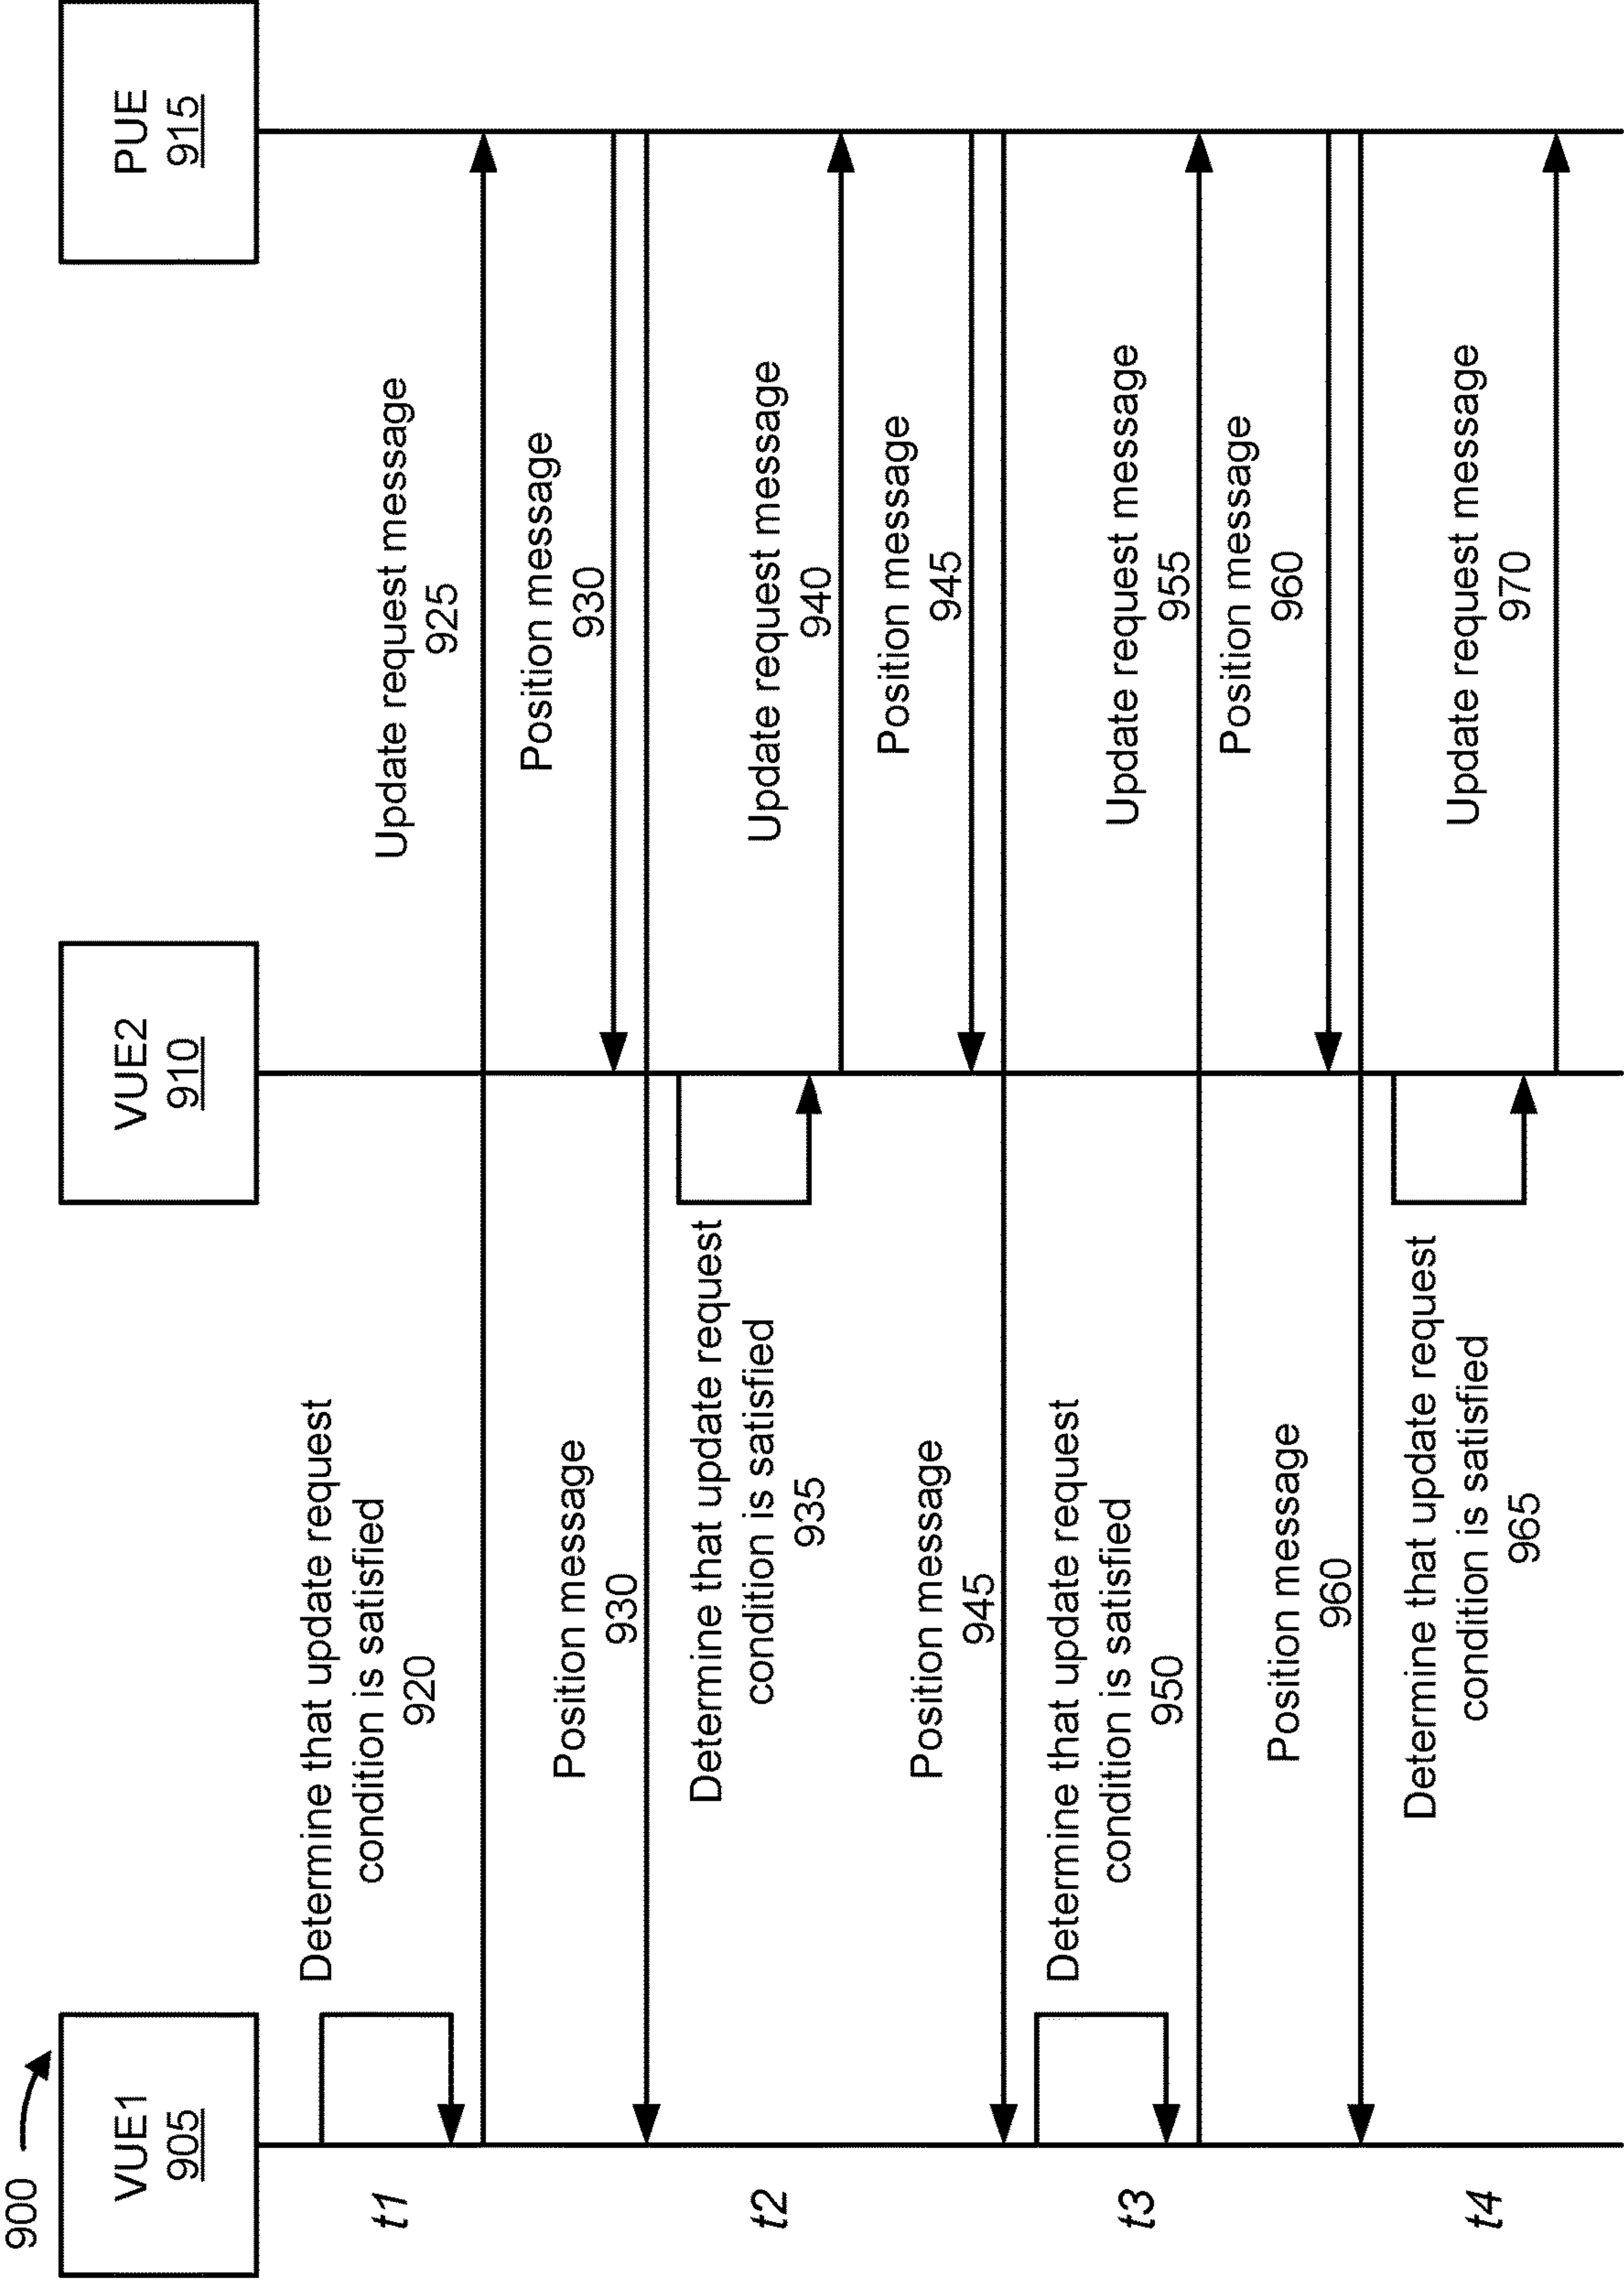 900
VUE1
905
VUE2
910
PUE
915
t1
Determine that update request
condition is satisfied
920
Update request message
925
Position message
930
Position message
930
t2
Determine that update request
condition is satisfied
935
Update request message
940
Position message
945
Position message
945
t3
Determine that update request
condition is satisfied
950
Update request message
955
Position message
960
Position message
960
t4
Determine that update request
condition is satisfied
965
Update request message
970